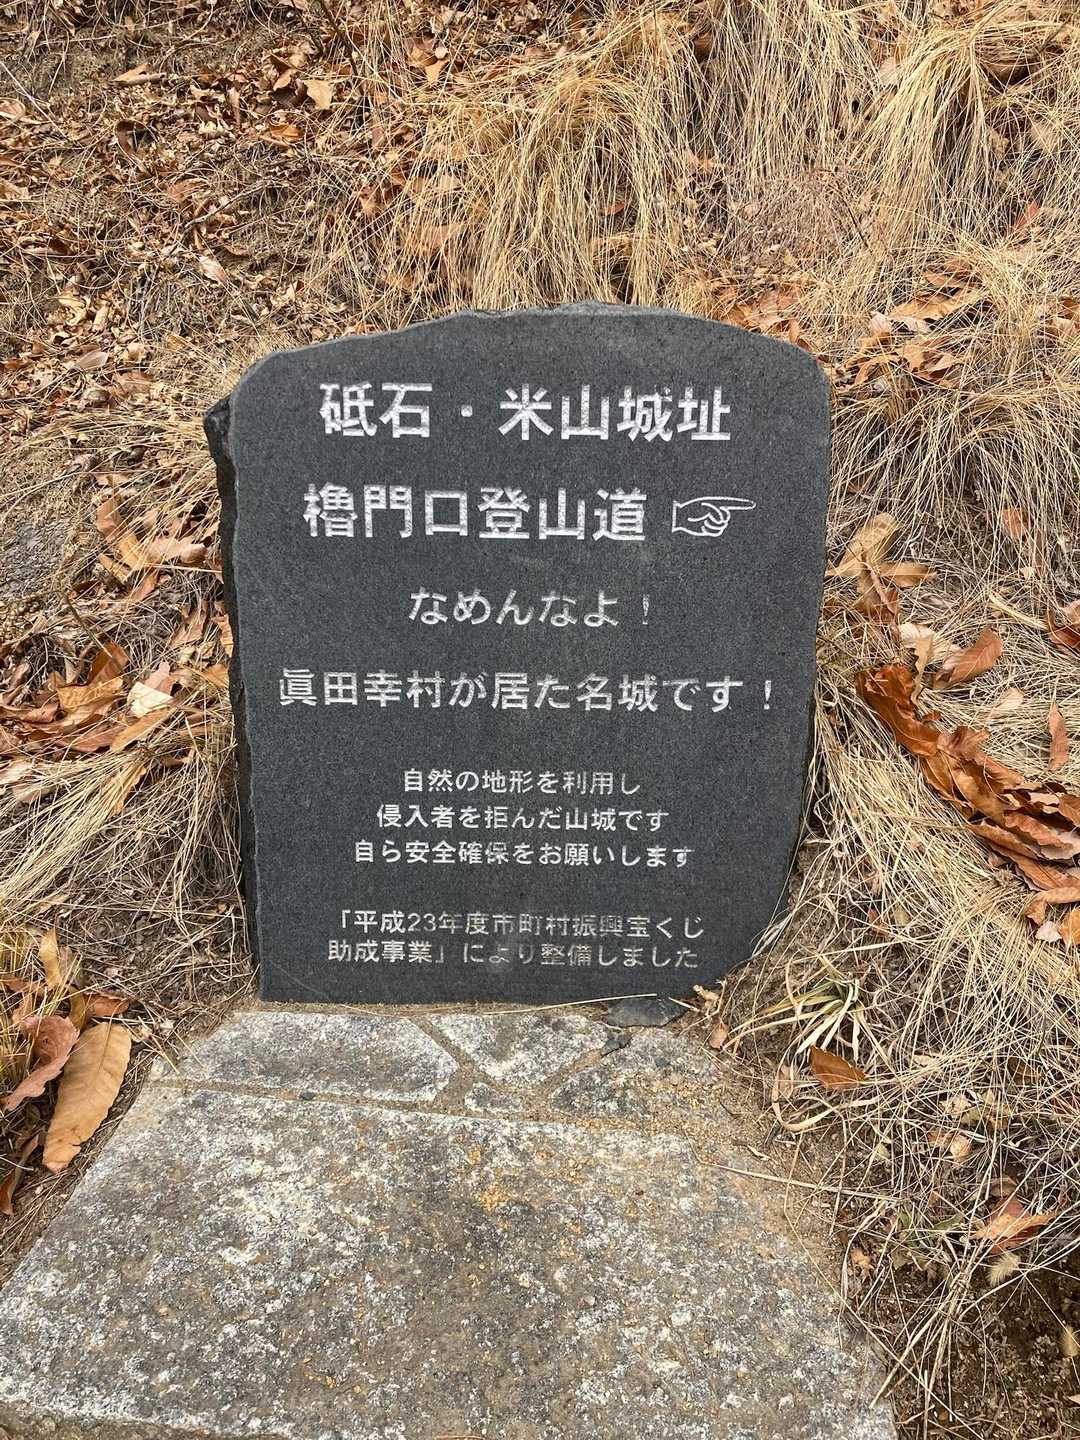 砥石・米山城址
櫓門口登山道 ☞
なめんなよ！
眞田幸村が居た名城です！
自然の地形を利用し
侵入者を拒んだ山城です
自ら安全確保をお願いします
「平成23年度市町村振興宝くじ
助成事業」により整備しました